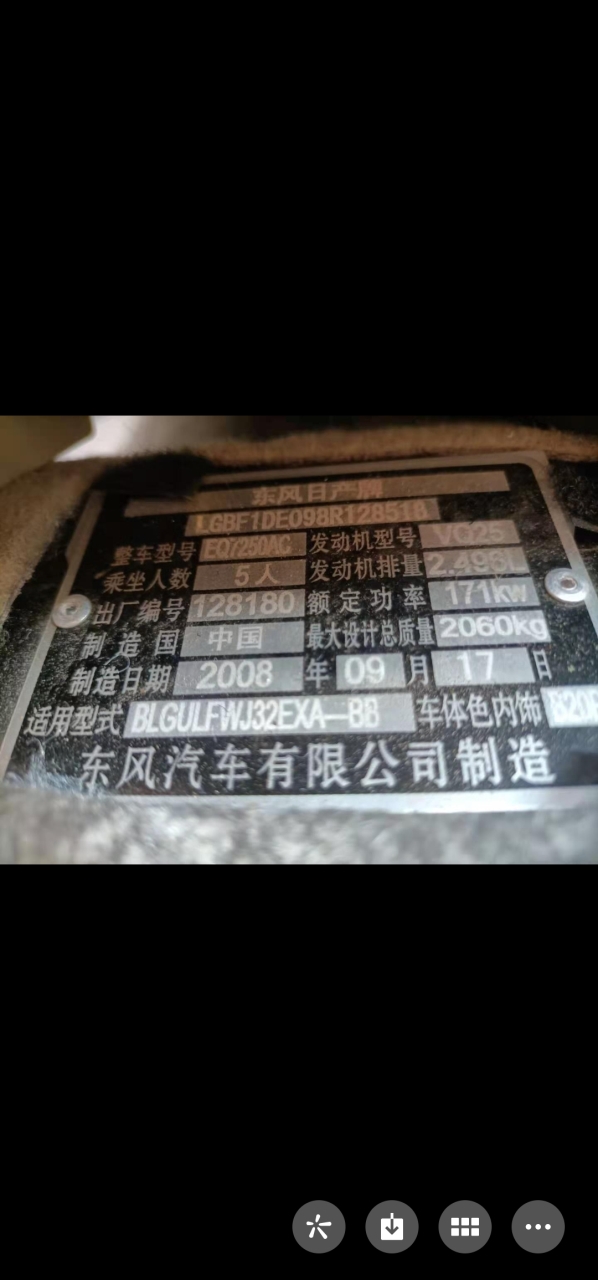 东风日产牌
LGBF1DE098R128518
整车型号 EQ7250AC 发动机型号 VQ25
乘坐人数 5人 发动机排量 2.496L
出厂编号 128180 额定功率 171kw
制造国 中国 最大设计总质量 2060kg
制造日期 2008 年 09 月 17 日
适用型式 BLGULFWJ32EXA-BB 车体色内饰
东风汽车有限公司制造